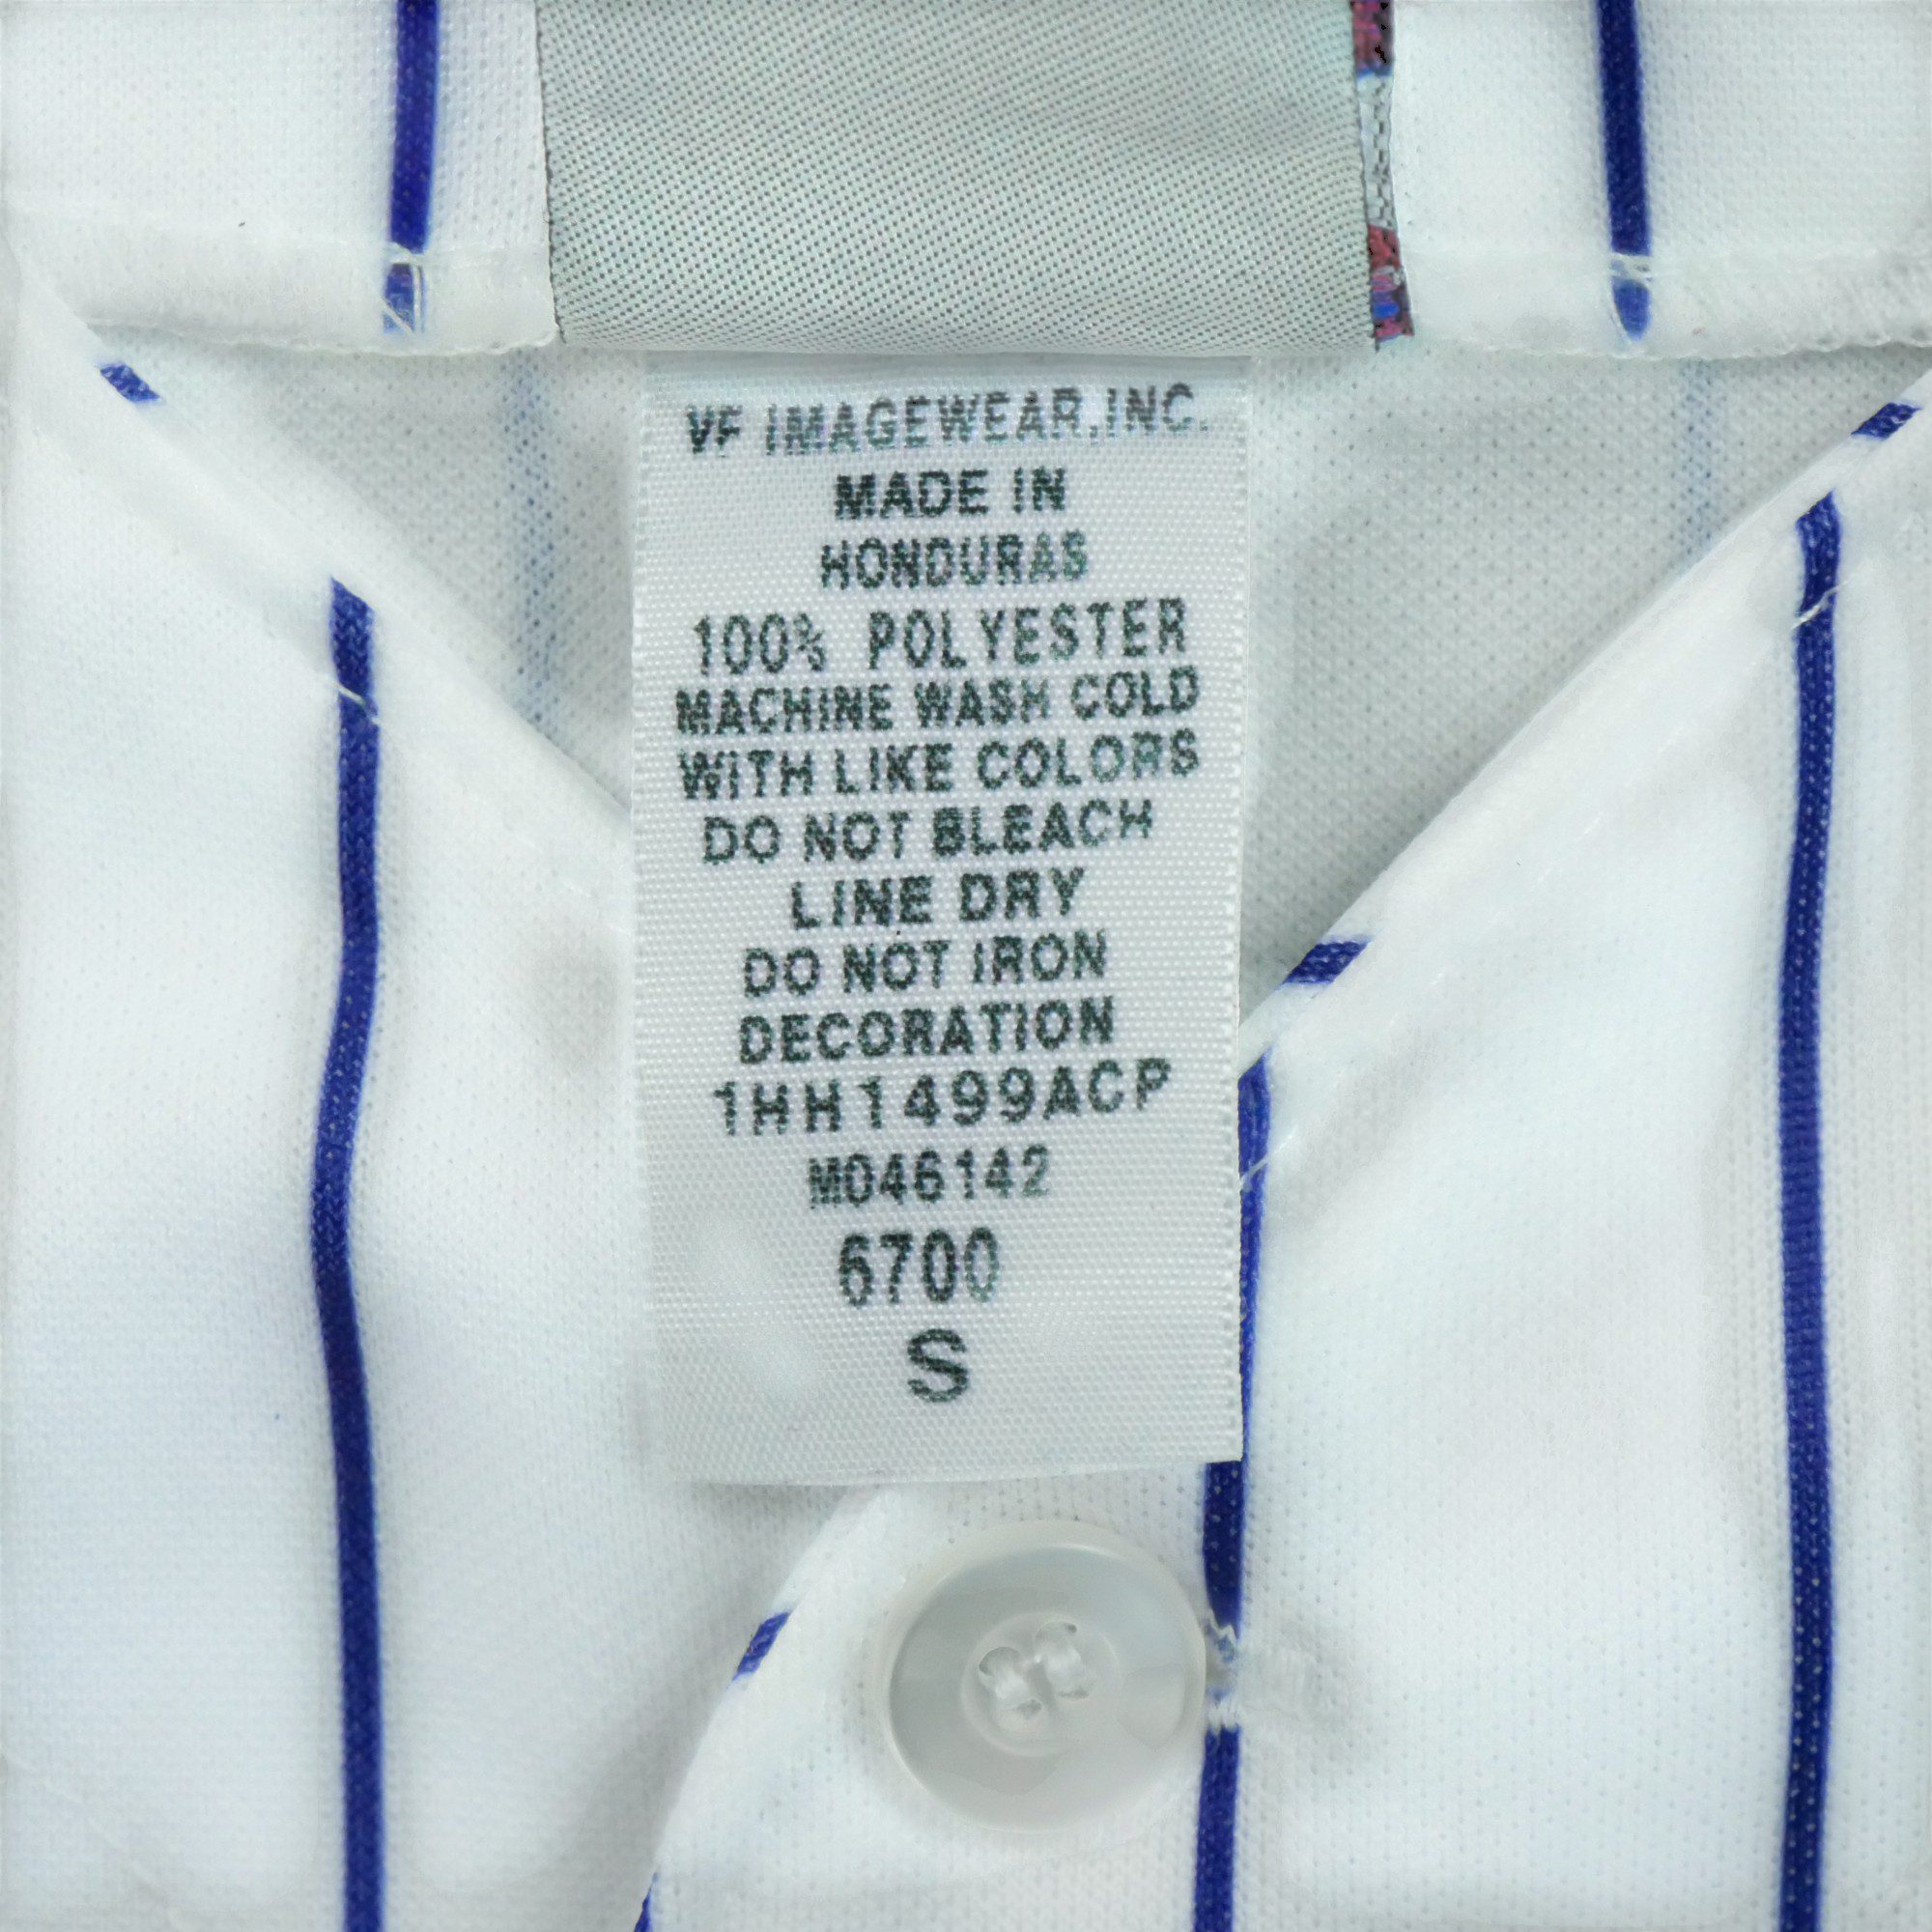 VF IMAGEWEAR,INC.
MADE IN
HONDURAS
100% POLYESTER
MACHINE WASH COLD
WITH LIKE COLORS
DO NOT BLEACH
LINE DRY
DO NOT IRON
DECORATION
1HH1499ACP
M046142
6700
S